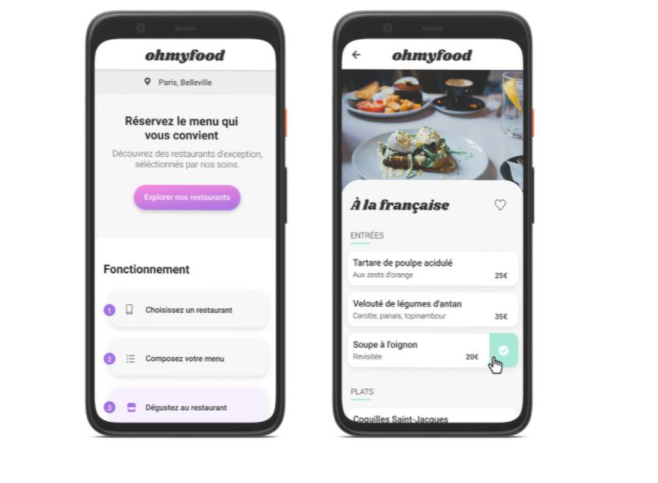 ohmyfood
Paris, Belleville
Réservez le menu qui
vous convient
Découvrez des restaurants d'exception,
séléctionnés par nos soins.
Explorer nos restaurants
Fonctionnement
1 Choisissez un restaurant
2 Composez votre menu
3 Dégustez au restaurant
ohmyfood
À la française
ENTRÉES
Tartare de poulpe acidulé
Aux zests d'orange 25€
Velouté de légumes d'antan
Carotte, panais, topinambour 35€
Soupe à l'oignon
Revisitée 20€
PLATS
Coquilles Saint-Jacques